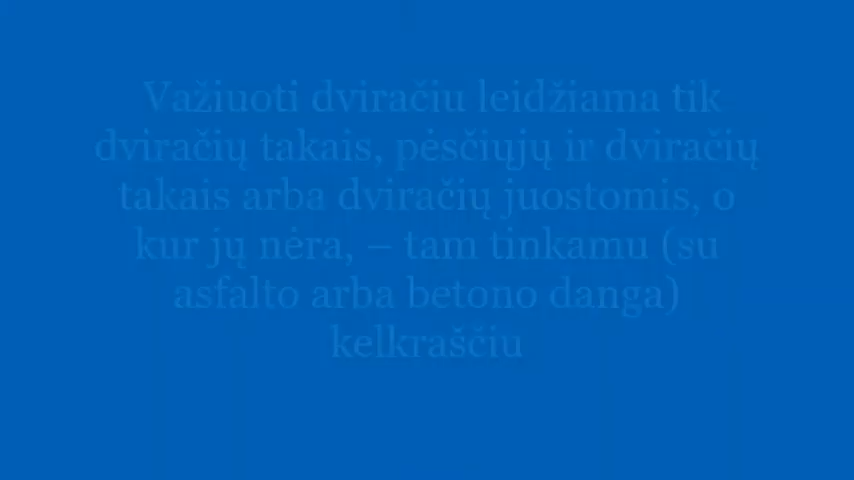 Važiuoti dviračiu leidžiama tik
dviračių takais, pėsčiųjų ir dviračių
takais arba dviračių juostomis, o
kur jų nėra, – tam tinkamu (su
asfalto arba betono danga)
kelkraščiu